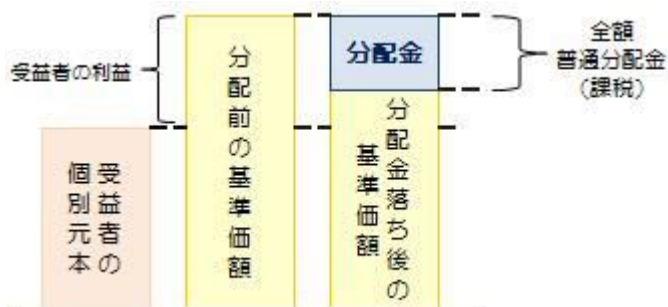 受益者の利益
受益者の
個別元本
分配前の基準価額
分配金
分配金落ち後の
基準価額
全額
普通分配金
(課税)